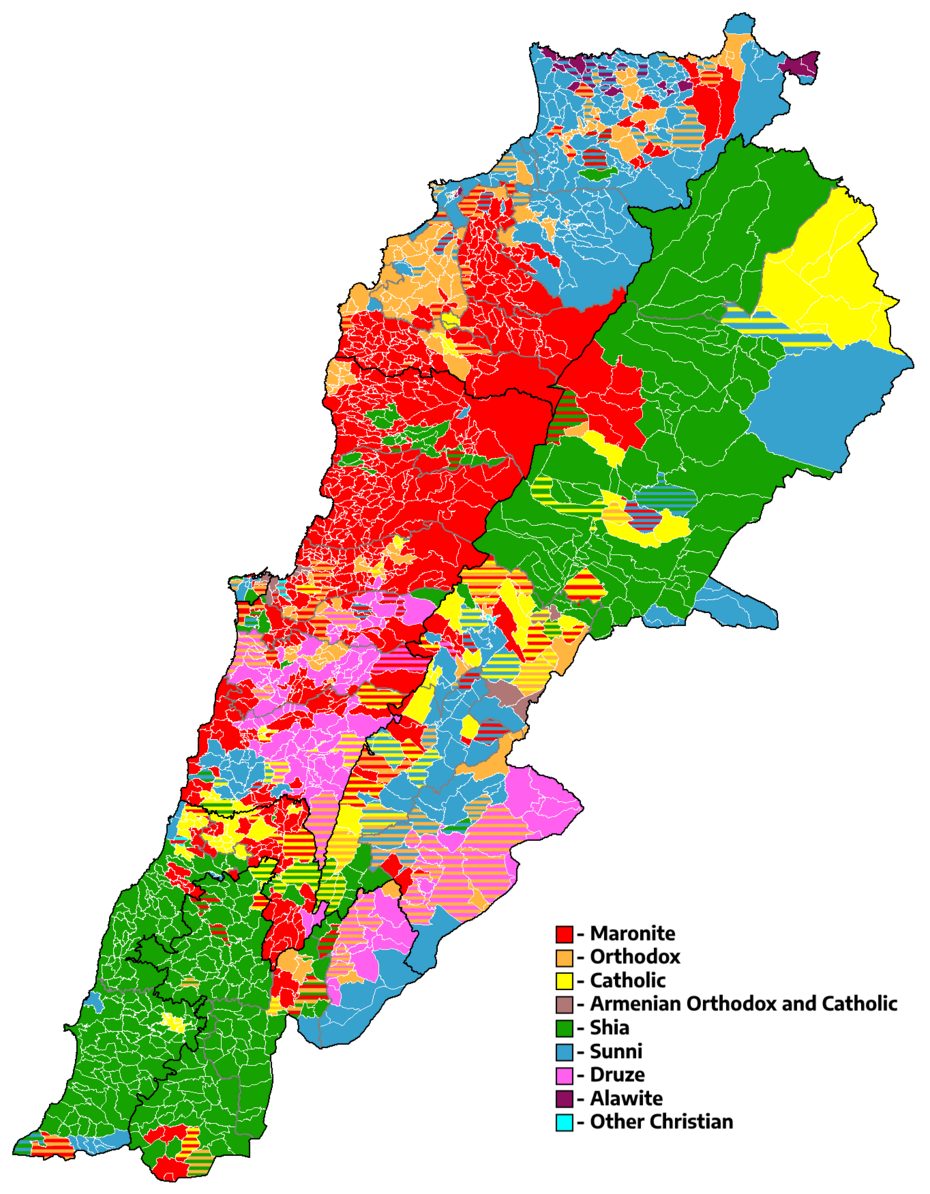 - Maronite
- Orthodox
- Catholic
- Armenian Orthodox and Catholic
- Shia
- Sunni
- Druze
- Alawite
- Other Christian